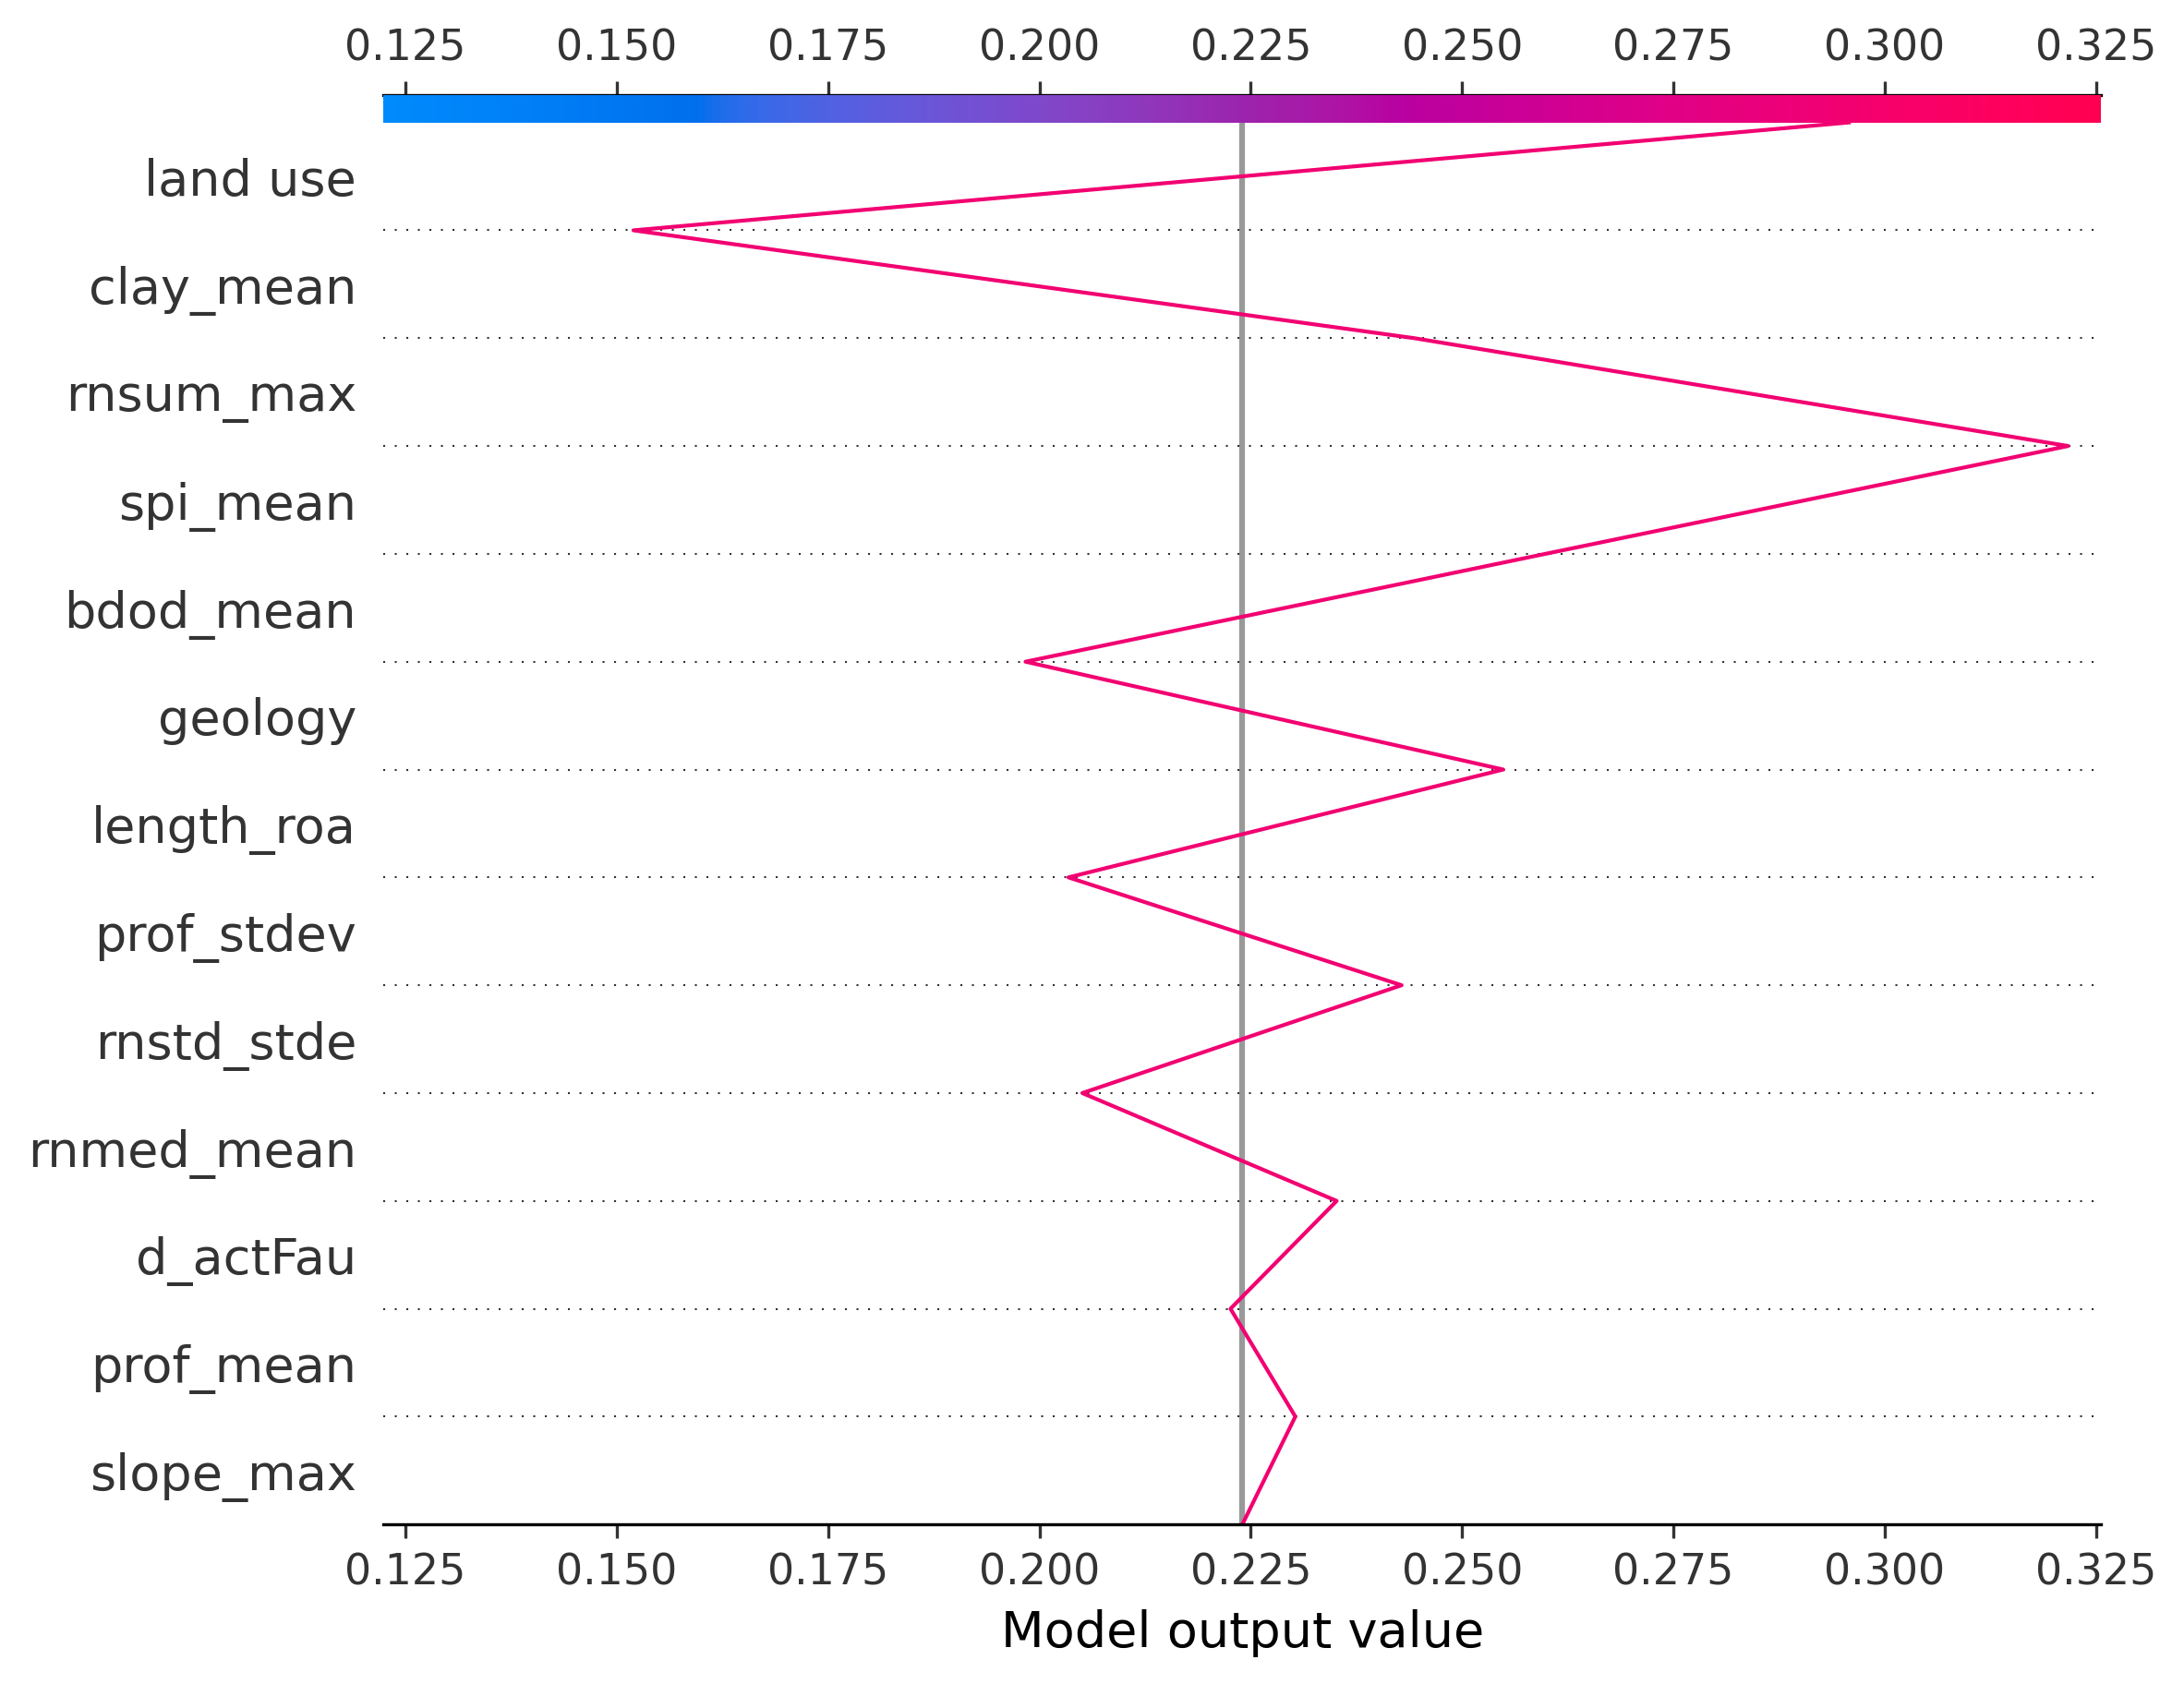 0.125 0.150 0.175 0.200 0.225 0.250 0.275 0.300 0.325
land use
clay_mean
rnsum_max
spi_mean
bdod_mean
geology
length_roa
prof_stdev
rnstd_stde
rnmed_mean
d_actFau
prof_mean
slope_max
0.125 0.150 0.175 0.200 0.225 0.250 0.275 0.300 0.325
Model output value